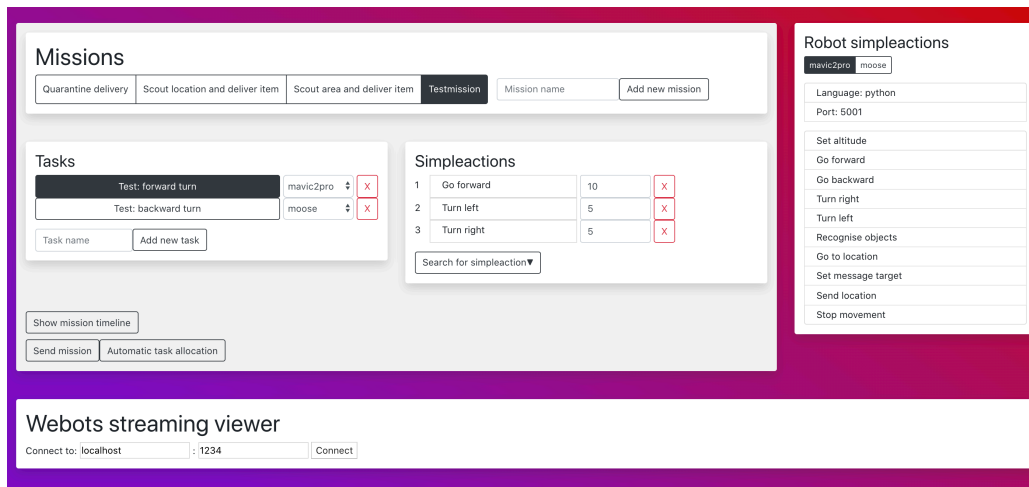 Missions
Quarantine delivery Scout location and deliver item Scout area and deliver item Testmission Mission name Add new mission
Tasks
Test: forward turn mavic2pro X
Test: backward turn moose X
Task name Add new task
Simpleactions
1 Go forward 10 X
2 Turn left 5 X
3 Turn right 5 X
Search for simpleaction▼
Show mission timeline
Send mission Automatic task allocation
Robot simpleactions
mavic2pro moose
Language: python
Port: 5001
Set altitude
Go forward
Go backward
Turn right
Turn left
Recognise objects
Go to location
Set message target
Send location
Stop movement
Webots streaming viewer
Connect to: localhost : 1234 Connect